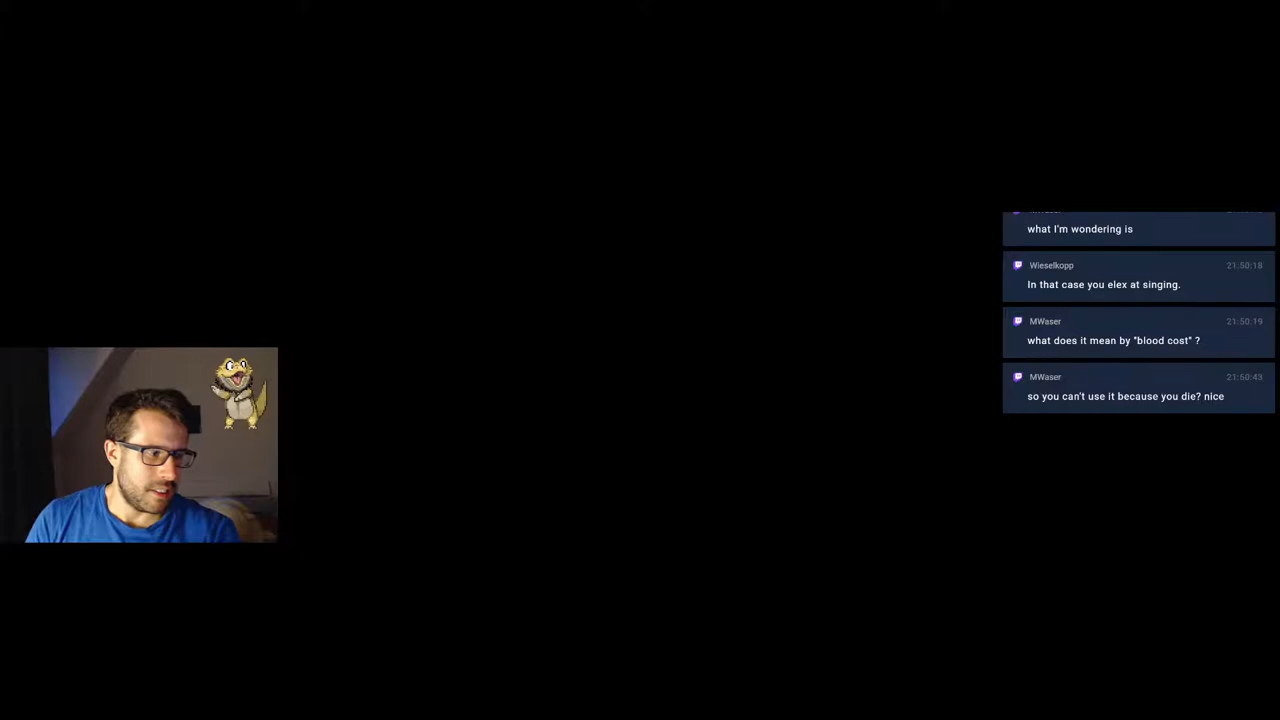 what I'm wondering is
Wieselkopp 21:50:18
In that case you elex at singing.
MWaser 21:50:19
what does it mean by "blood cost" ?
MWaser 21:50:43
so you can't use it because you die? nice